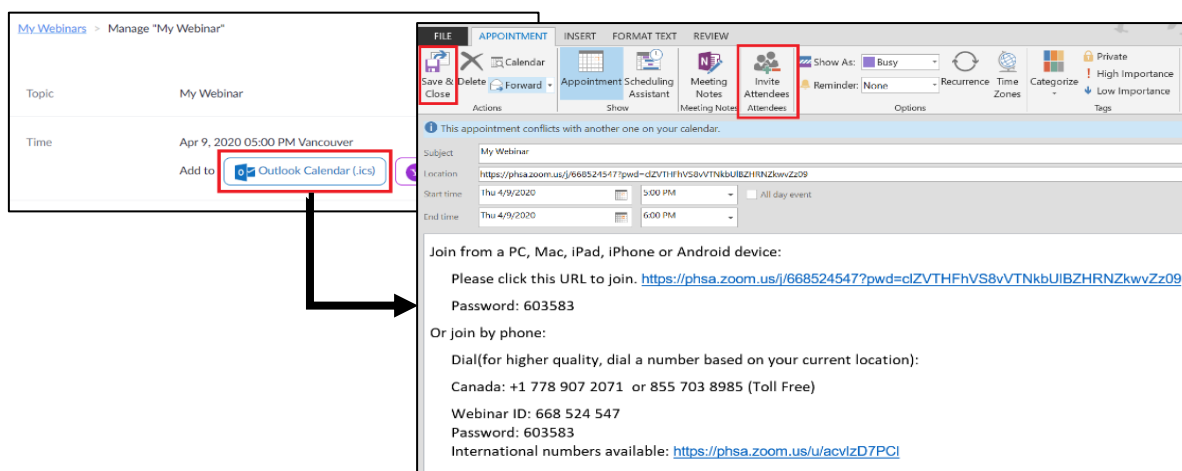 My Webinars > Manage "My Webinar"
Topic My Webinar
Time Apr 9, 2020 05:00 PM Vancouver
Add to Outlook Calendar (.ics)
FILE APPOINTMENT INSERT FORMAT TEXT REVIEW
Save & Close
Delete
Calendar
Forward
Actions
Appointment
Scheduling Assistant
Show
Meeting Notes
Meeting Notes
Invite Attendees
Attendees
Show As: Busy
Reminder: None
Recurrence
Time Zones
Options
Categorize
Private
High Importance
Low Importance
Tags
This appointment conflicts with another one on your calendar.
Subject My Webinar
Location https://phsa.zoom.us/j/668524547?pwd=clZVTHFhVS8vVTNkbUlBZHRNZkwvZz09
Start time Thu 4/9/2020 5:00 PM All day event
End time Thu 4/9/2020 6:00 PM
Join from a PC, Mac, iPad, iPhone or Android device:
Please click this URL to join. https://phsa.zoom.us/j/668524547?pwd=clZVTHFhVS8vVTNkbUlBZHRNZkwvZz09
Password: 603583
Or join by phone:
Dial(for higher quality, dial a number based on your current location):
Canada: +1 778 907 2071 or 855 703 8985 (Toll Free)
Webinar ID: 668 524 547
Password: 603583
International numbers available: https://phsa.zoom.us/u/acvlzD7PCl